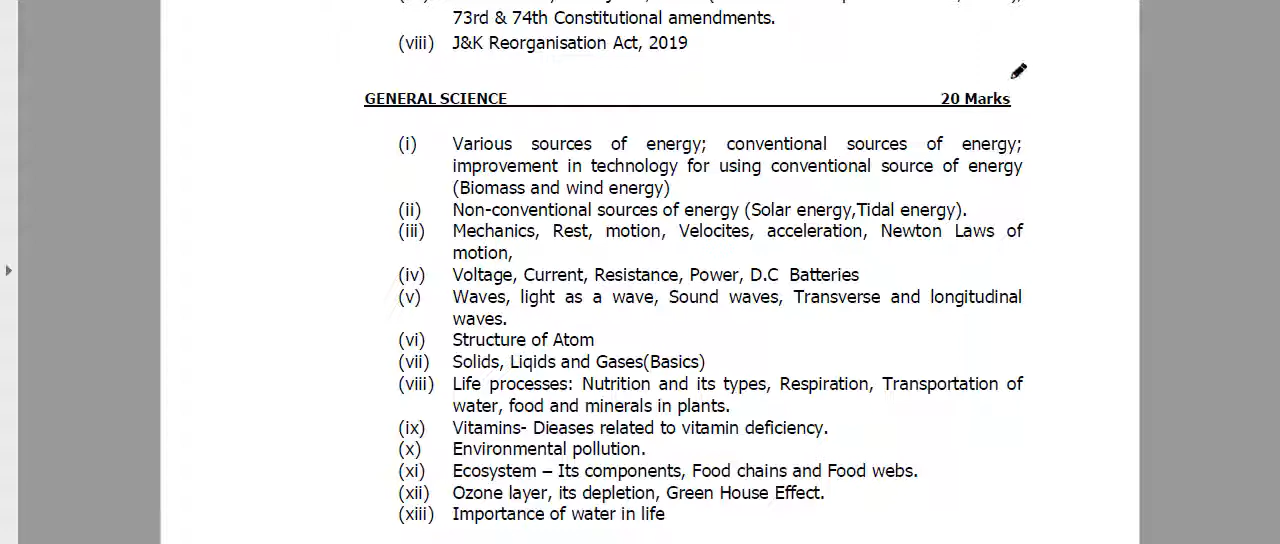 73rd & 74th Constitutional amendments.
(viii) J&K Reorganisation Act, 2019
GENERAL SCIENCE 20 Marks
(i) Various sources of energy; conventional sources of energy;
improvement in technology for using conventional source of energy
(Biomass and wind energy)
(ii) Non-conventional sources of energy (Solar energy,Tidal energy).
(iii) Mechanics, Rest, motion, Velocites, acceleration, Newton Laws of
motion,
(iv) Voltage, Current, Resistance, Power, D.C Batteries
(v) Waves, light as a wave, Sound waves, Transverse and longitudinal
waves.
(vi) Structure of Atom
(vii) Solids, Liqids and Gases(Basics)
(viii) Life processes: Nutrition and its types, Respiration, Transportation of
water, food and minerals in plants.
(ix) Vitamins- Dieases related to vitamin deficiency.
(x) Environmental pollution.
(xi) Ecosystem – Its components, Food chains and Food webs.
(xii) Ozone layer, its depletion, Green House Effect.
(xiii) Importance of water in life